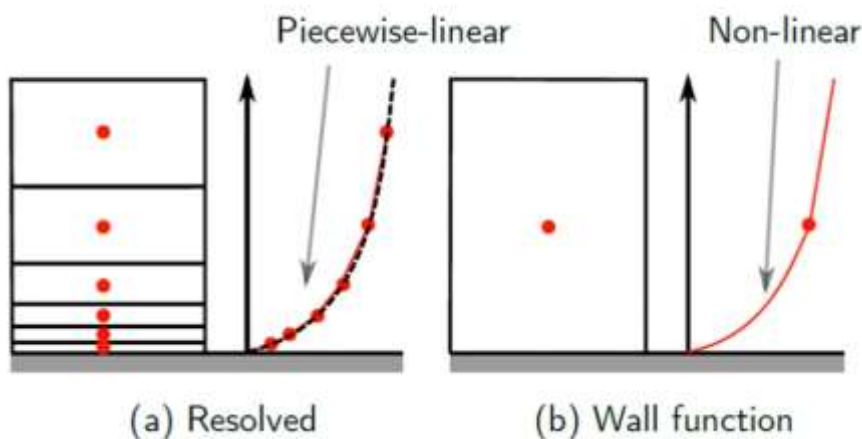 Piecewise-linear
Non-linear
(a) Resolved
(b) Wall function